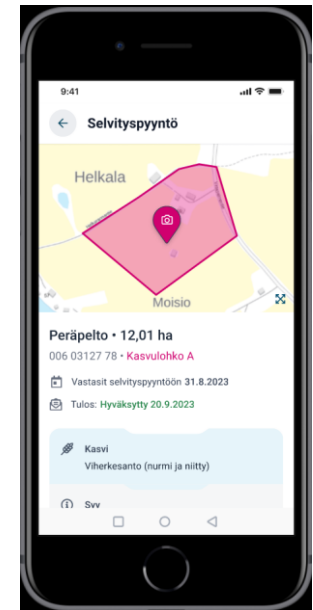 9:41
Selvityspyyntö
Helkala
Moisio
Peräpelto • 12,01 ha
006 03127 78 • Kasvulohko A
Vastasit selvityspyyntöön 31.8.2023
Tulos: Hyväksytty 20.9.2023
Kasvi
Viherkesanto (nurmi ja niitty)
Syy